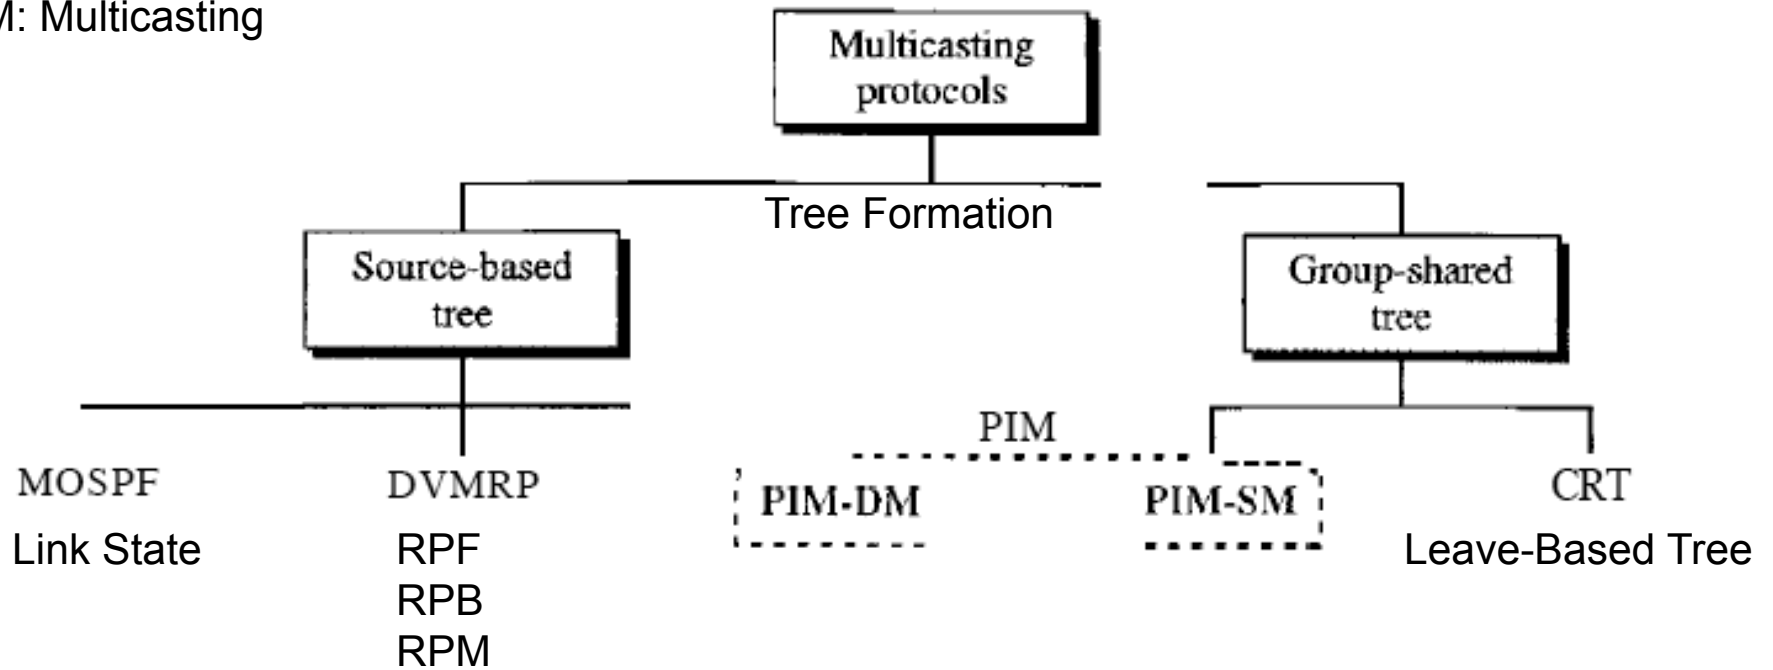 M: Multicasting
Multicasting
protocols
Tree Formation
Source-based
tree
Group-shared
tree
PIM
MOSPF
DVMRP
PIM-DM
PIM-SM
CRT
Link State
RPF
RPB
RPM
Leave-Based Tree